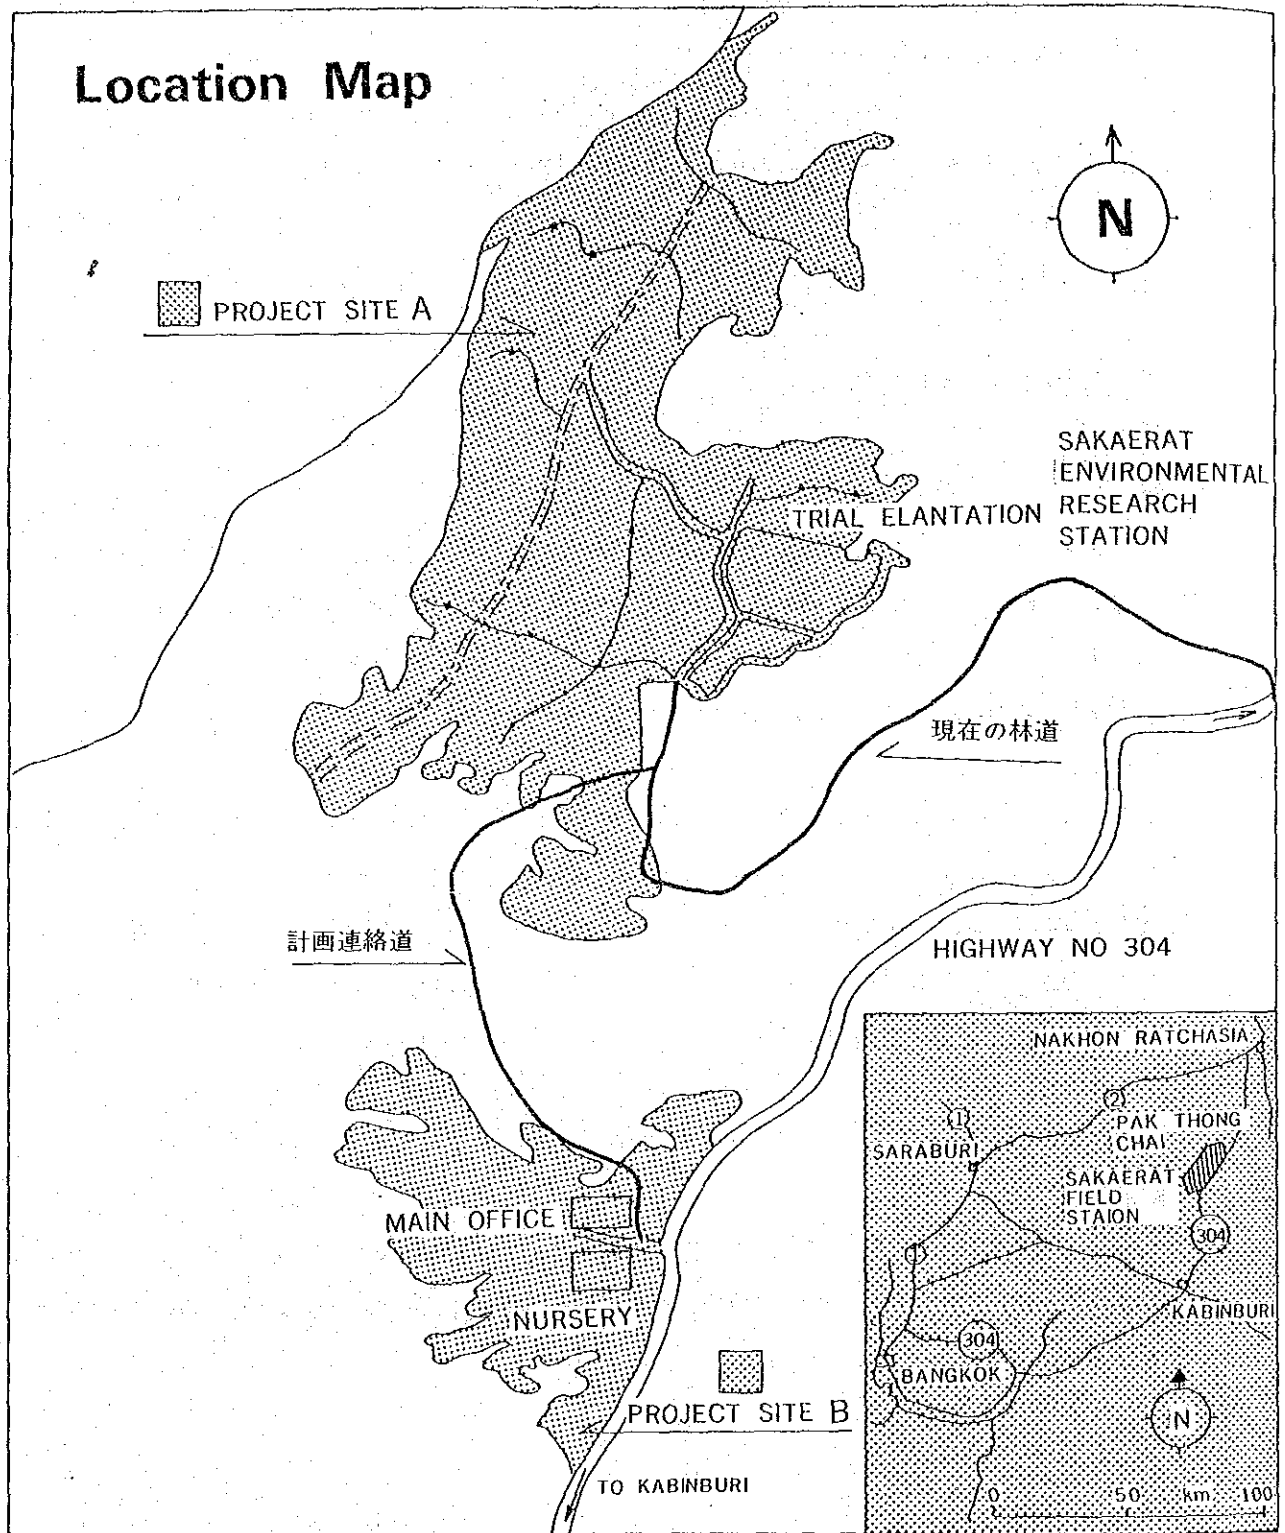 Location Map
N
PROJECT SITE A
SAKAERAT
ENVIRONMENTAL
RESEARCH
STATION
TRIAL ELANTATION
現在の林道
計画連絡道
HIGHWAY NO 304
MAIN OFFICE
NURSERY
PROJECT SITE B
TO KABINBURI
NAKHON RATCHASIA
2
1
PAK THONG
CHAI
SARABURI
SAKAERAT
FIELD
STAION
304
1
KABINBURI
304
BANGKOK
N
0 50 km 100